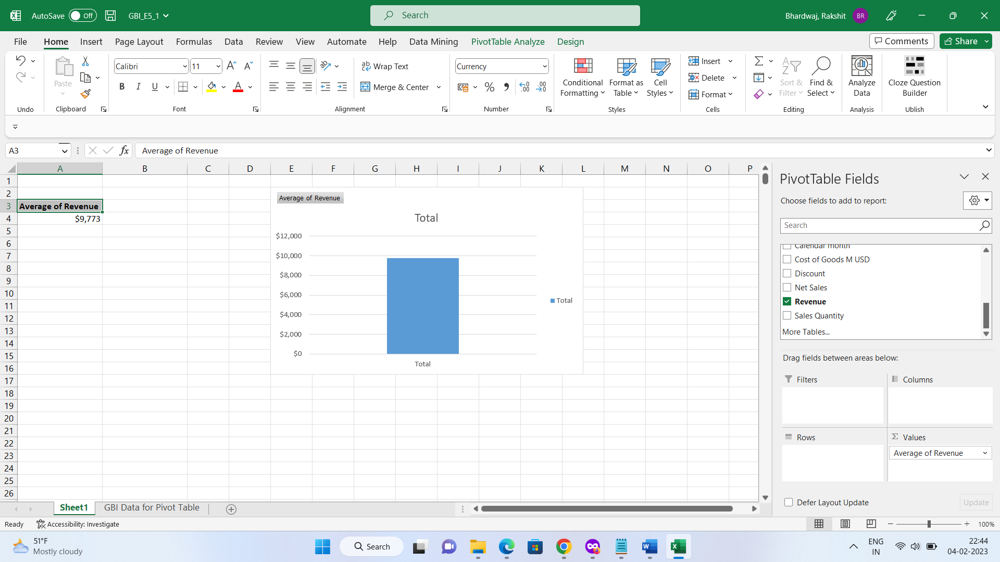 AutoSave Off GBI_E5_1 Search Bhardwaj, Rakshit BR
File Home Insert Page Layout Formulas Data Review View Automate Help Data Mining PivotTable Analyze Design Comments Share
Calibri 11 Wrap Text Currency Insert
Paste Conditional Formatting Format as Table Cell Styles Delete Sort & Filter Find & Select Analyze Data Cloze Question Builder
B I U A Merge & Center % Format
Undo Clipboard Font Alignment Number Styles Cells Editing Analysis Ublish
A3 fx Average of Revenue
A B C D E F G H I J K L M N O P
1
2
3 Average of Revenue
4 $9,773
5
6
7
8
9
10
11
12
13
14
15
16
17
18
19
20
21
22
23
24
25
26
Average of Revenue
Total
$12,000
$10,000
$8,000
$6,000
$4,000
$2,000
$0
Total
Total
PivotTable Fields
Choose fields to add to report:
Search
Calendar month
Cost of Goods M USD
Discount
Net Sales
Revenue
Sales Quantity
More Tables...
Drag fields between areas below:
Filters Columns
Rows Values
Average of Revenue
Defer Layout Update Update
Sheet1 GBI Data for Pivot Table
Ready Accessibility: Investigate 100%
51°F
Mostly cloudy
Search
ENG
IN
22:44
04-02-2023